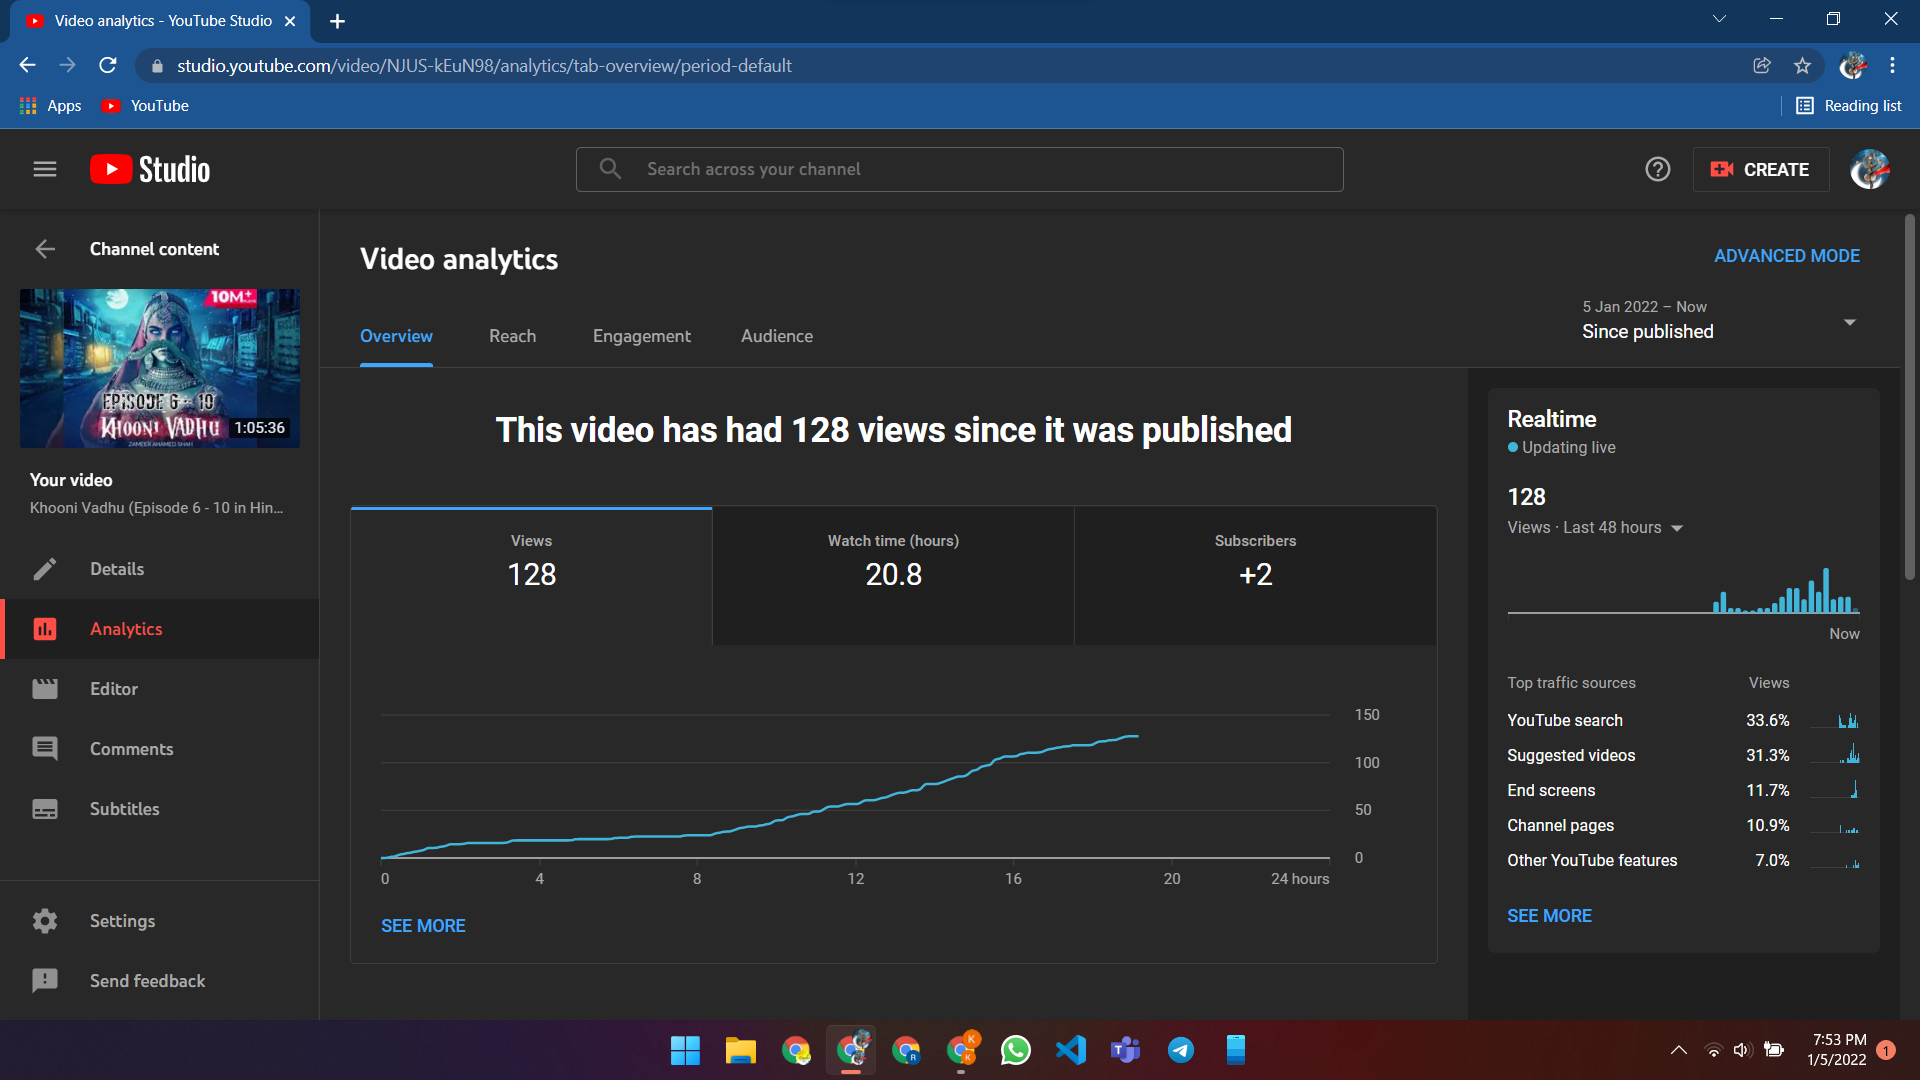 Video analytics - YouTube Studio
studio.youtube.com/video/NJUS-kEuN98/analytics/tab-overview/period-default
Apps
YouTube
Reading list
Studio
Search across your channel
CREATE
Channel content
10M+
EPISODE 6 - 10
KHOONI VADHU
ZAMEER AHAMED SHAH
1:05:36
Your video
Khooni Vadhu (Episode 6 - 10 in Hin...
Details
Analytics
Editor
Comments
Subtitles
Settings
Send feedback
Video analytics
ADVANCED MODE
Overview
Reach
Engagement
Audience
5 Jan 2022 – Now
Since published
This video has had 128 views since it was published
Views
128
Watch time (hours)
20.8
Subscribers
+2
150
100
50
0
0 4 8 12 16 20 24 hours
SEE MORE
Realtime
Updating live
128
Views · Last 48 hours
Now
Top traffic sources Views
YouTube search 33.6%
Suggested videos 31.3%
End screens 11.7%
Channel pages 10.9%
Other YouTube features 7.0%
SEE MORE
K
R
K
T
7:53 PM
1/5/2022
1